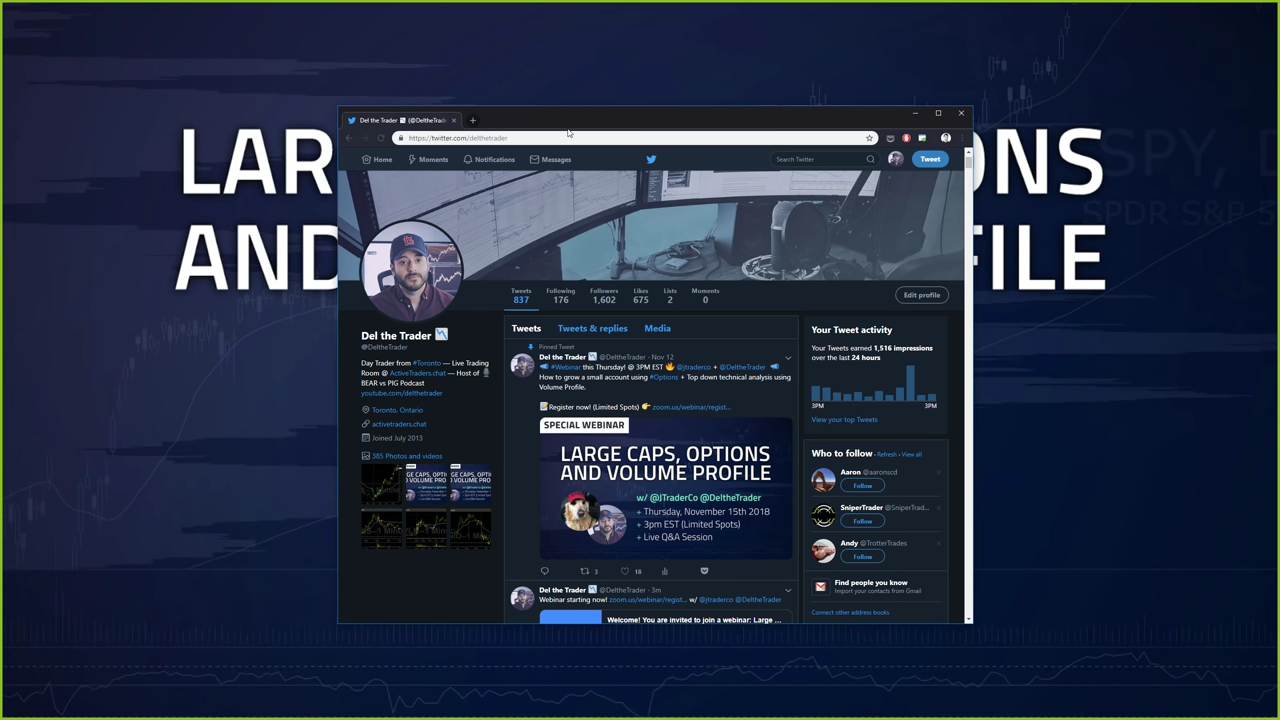 LAR
ONS
AND
FILE
SPY, D
SPDR S&P 5
Del the Trader (@DeltheTrade
https://twitter.com/delthetrader
Home
Moments
Notifications
Messages
Search Twitter
Tweet
Tweets
837
Following
176
Followers
1,602
Likes
675
Lists
2
Moments
0
Edit profile
Del the Trader
@DeltheTrader
Day Trader from #Toronto — Live Trading
Room @ ActiveTraders.chat — Host of
BEAR vs PIG Podcast
youtube.com/delthetrader
Toronto, Ontario
activetraders.chat
Joined July 2013
385 Photos and videos
Tweets
Tweets & replies
Media
Pinned Tweet
Del the Trader @DeltheTrader · Nov 12
#Webinar this Thursday! @ 3PM EST @jtraderco + @DeltheTrader
How to grow a small account using #Options + Top down technical analysis using
Volume Profile.
Register now! (Limited Spots) zoom.us/webinar/regist...
SPECIAL WEBINAR
LARGE CAPS, OPTIONS
AND VOLUME PROFILE
w/ @JTraderCo @DeltheTrader
+ Thursday, November 15th 2018
+ 3pm EST (Limited Spots)
+ Live Q&A Session
3
18
Del the Trader @DeltheTrader · 3m
Webinar starting now! zoom.us/webinar/regist... w/ @jtraderco @DeltheTrader
Welcome! You are invited to join a webinar: Large ...
Your Tweet activity
Your Tweets earned 1,516 impressions
over the last 24 hours
3PM
3PM
View your top Tweets
Who to follow · Refresh · View all
Aaron @aaronscd
Follow
SniperTrader @SniperTrad...
Follow
Andy @TrotterTrades
Follow
Find people you know
Import your contacts from Gmail
Connect other address books